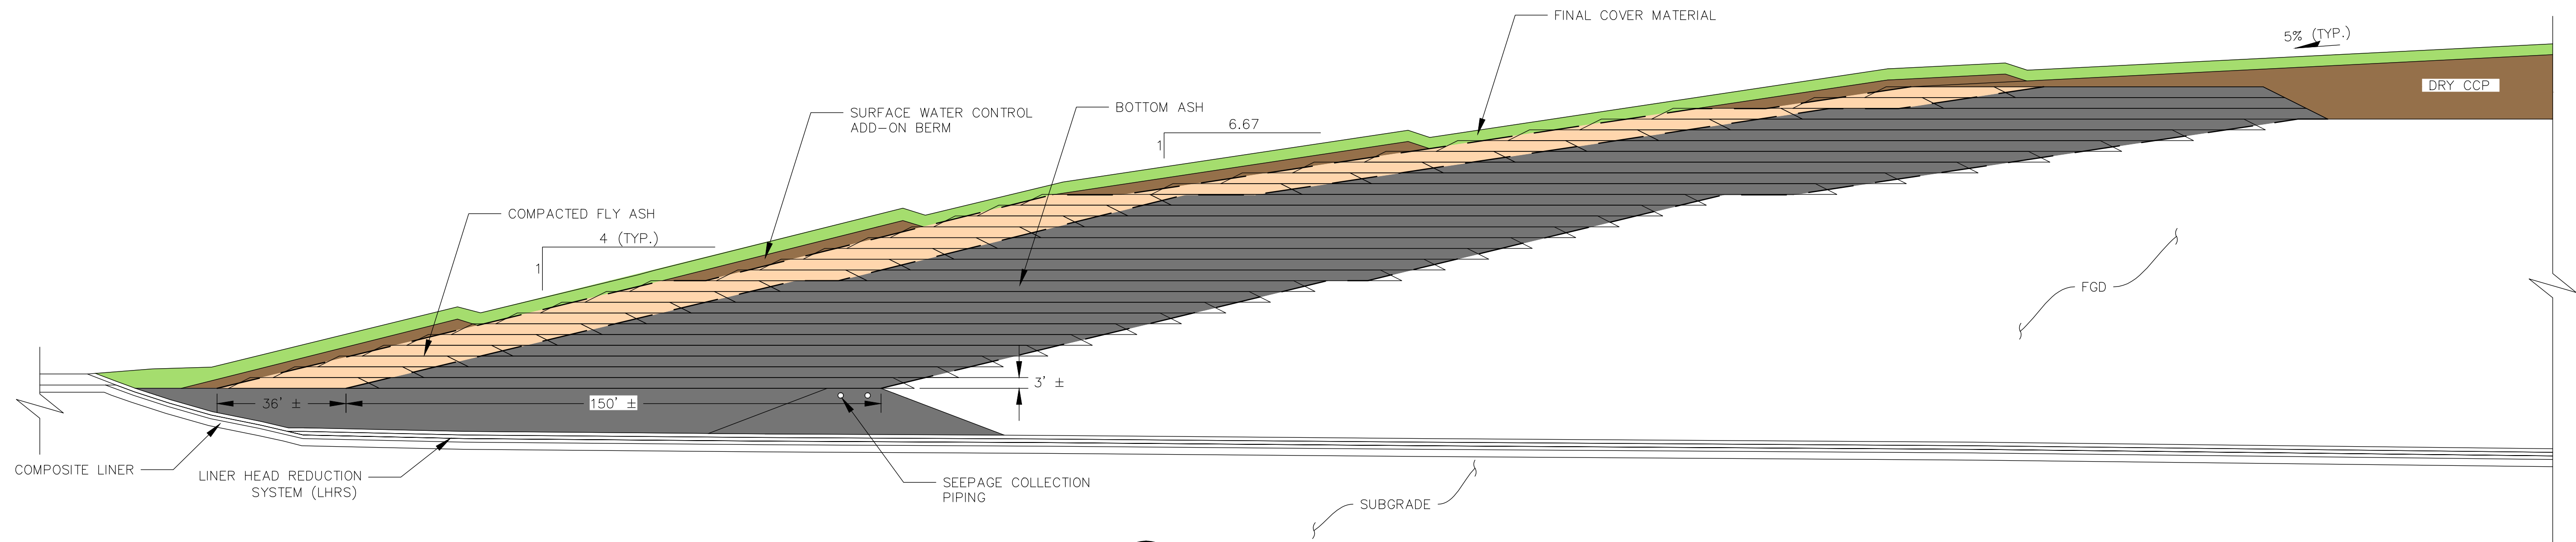 FINAL COVER MATERIAL
5% (TYP.)
DRY CCP
SURFACE WATER CONTROL
ADD-ON BERM
BOTTOM ASH
6.67
1
COMPACTED FLY ASH
4 (TYP.)
1
FGD
3' ±
36' ±
150' ±
COMPOSITE LINER
LINER HEAD REDUCTION
SYSTEM (LHRS)
SEEPAGE COLLECTION
PIPING
SUBGRADE